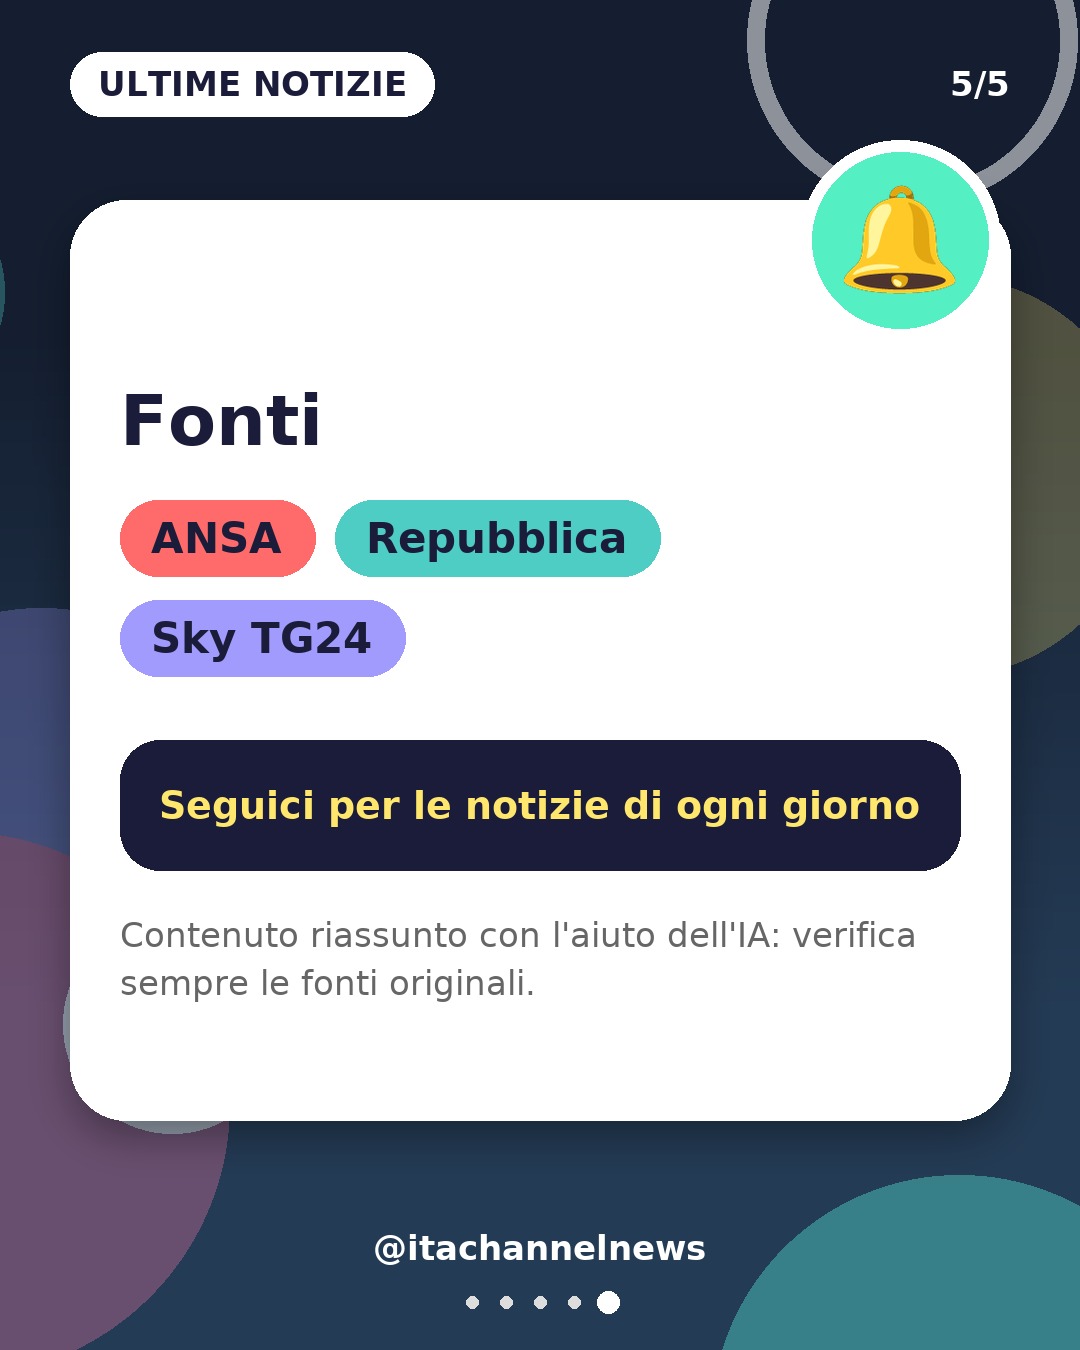 ULTIME NOTIZIE
5/5
Fonti
ANSA
Repubblica
Sky TG24
Seguici per le notizie di ogni giorno
Contenuto riassunto con l'aiuto dell'IA: verifica
sempre le fonti originali.
@itachannelnews